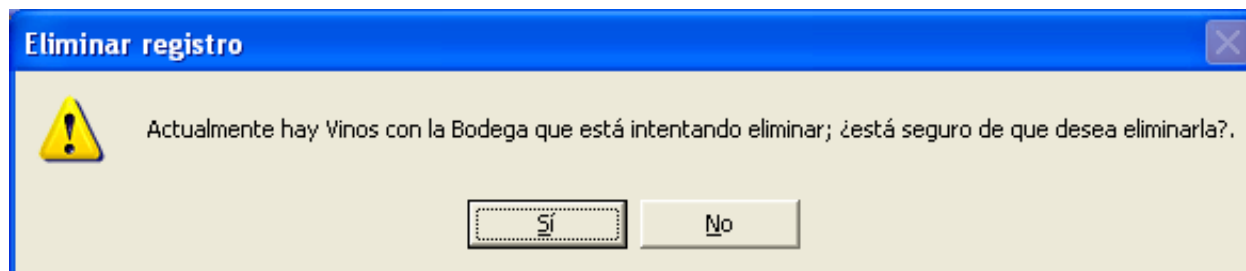 Eliminar registro
Actualmente hay Vinos con la Bodega que está intentando eliminar; ¿está seguro de que desea eliminarla?.
Sí
No